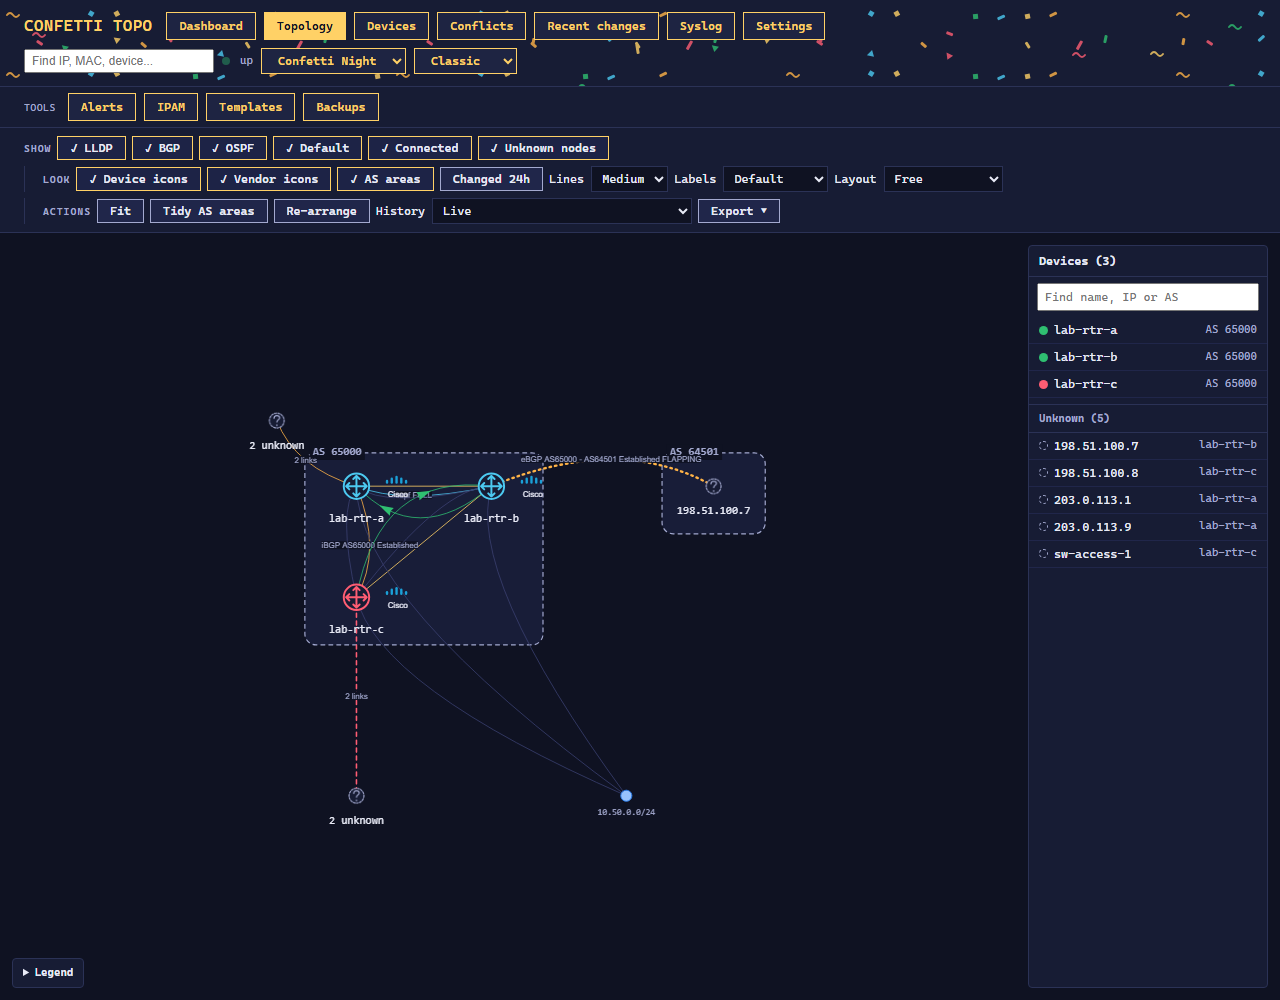 CONFETTI TOPO Dashboard Topology Devices Conflicts Recent changes Syslog Settings
Find IP, MAC, device... up Confetti Night Classic
TOOLS Alerts IPAM Templates Backups
SHOW ✓ LLDP ✓ BGP ✓ OSPF ✓ Default ✓ Connected ✓ Unknown nodes
LOOK ✓ Device icons ✓ Vendor icons ✓ AS areas Changed 24h Lines Medium Labels Default Layout Free
ACTIONS Fit Tidy AS areas Re-arrange History Live Export ▼
Devices (3)
Find name, IP or AS
lab-rtr-a AS 65000
lab-rtr-b AS 65000
lab-rtr-c AS 65000
Unknown (5)
198.51.100.7 lab-rtr-b
198.51.100.8 lab-rtr-c
203.0.113.1 lab-rtr-a
203.0.113.9 lab-rtr-a
sw-access-1 lab-rtr-c
2 unknown
2 links
AS 65000
AS 64501
eBGP AS65000 - AS64501 Established FLAPPING
Cisco
FULL
Cisco
lab-rtr-a
lab-rtr-b
198.51.100.7
iBGP AS65000 Established
Cisco
lab-rtr-c
2 links
2 unknown
10.50.0.0/24
▶ Legend